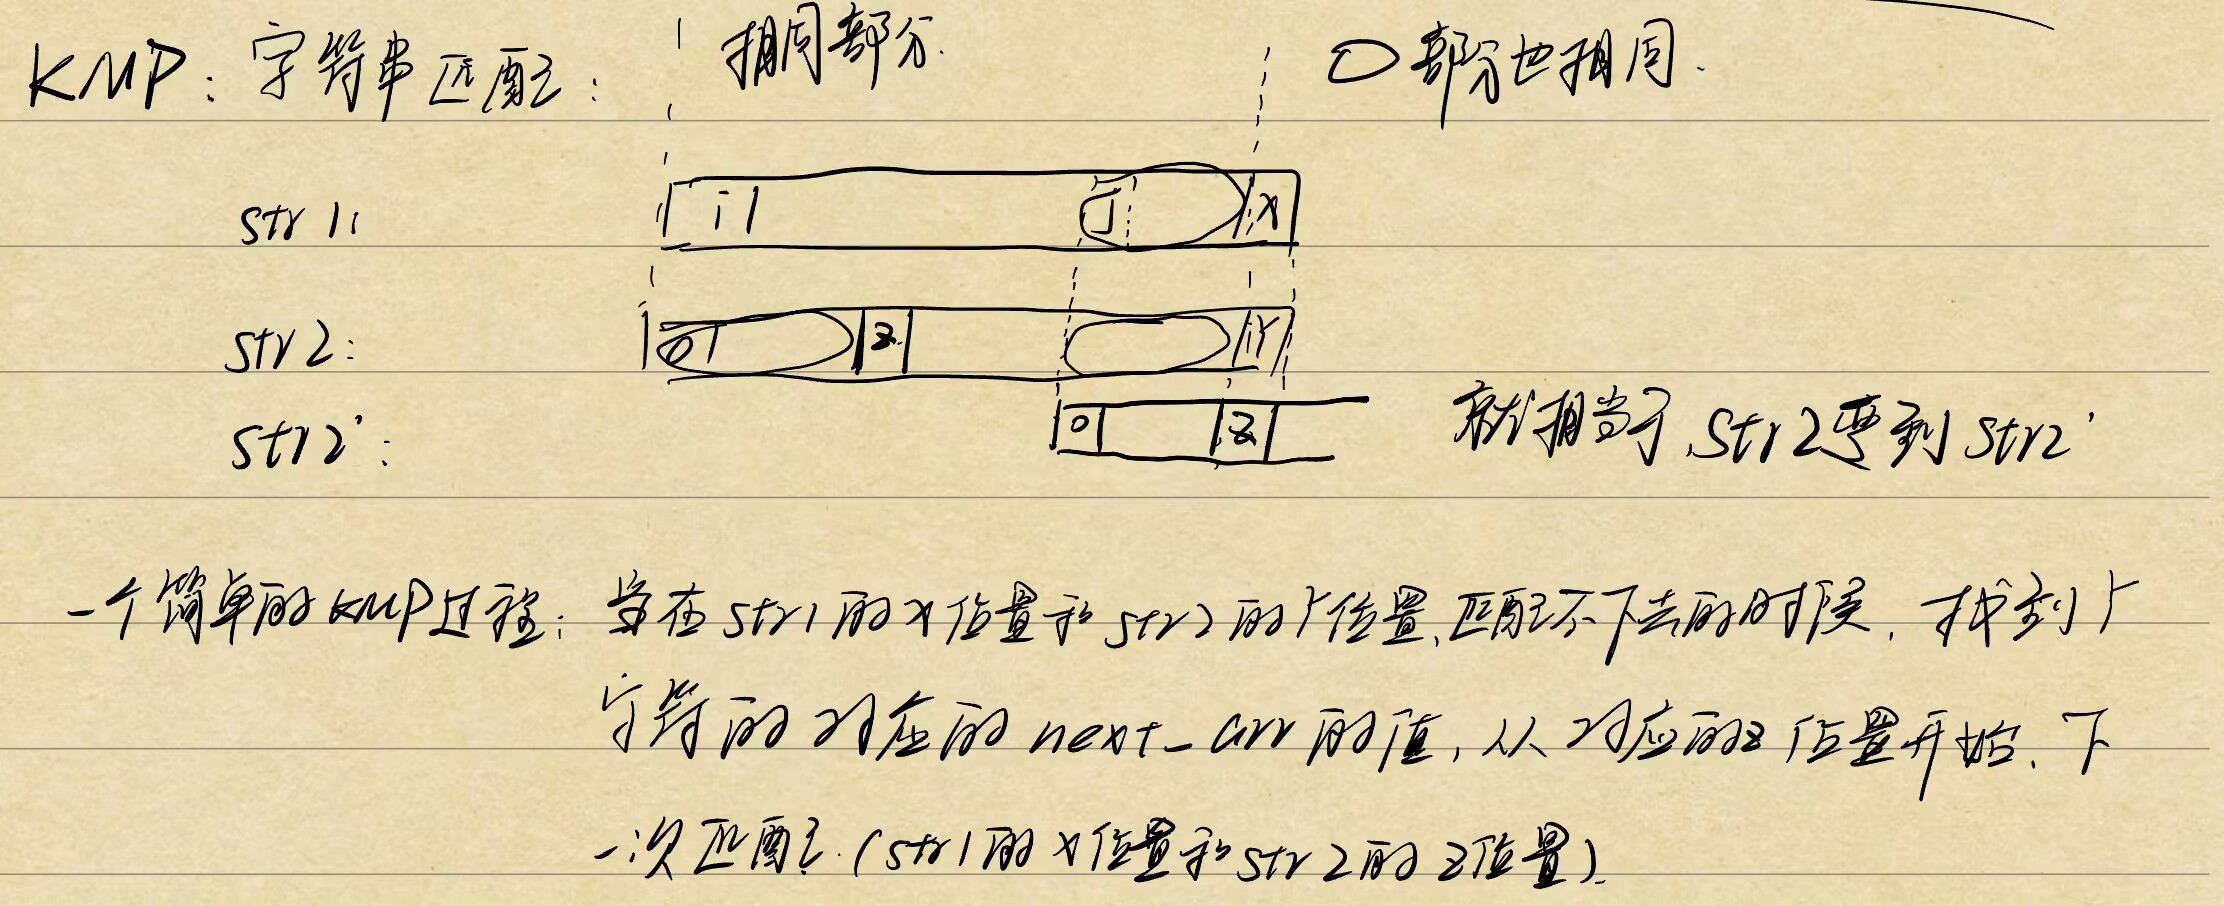 KMP：字符串匹配：
相同部分.
○部分也相同.
str1:
i
j
x
str2:
0
z
Y
str2':
0
z
就相当于,str2要到str2'
一个简单的KMP过程：当在str1的x位置和str2的Y位置,匹配不下去的时候,找到Y
字符的对应的next_arr的值,从对应的z位置开始、下
一次匹配.(str1的x位置和str2的z位置).